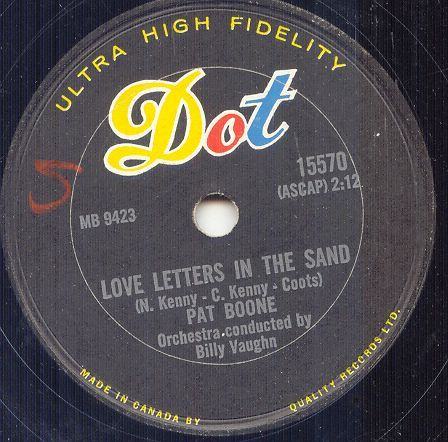 ULTRA HIGH FIDELITY
Dot
15570
(ASCAP) 2:12
MB 9423
5
LOVE LETTERS IN THE SAND
(N. Kenny - C. Kenny - Coots)
PAT BOONE
Orchestra conducted by
Billy Vaughn
MADE IN CANADA BY QUALITY RECORDS LTD.